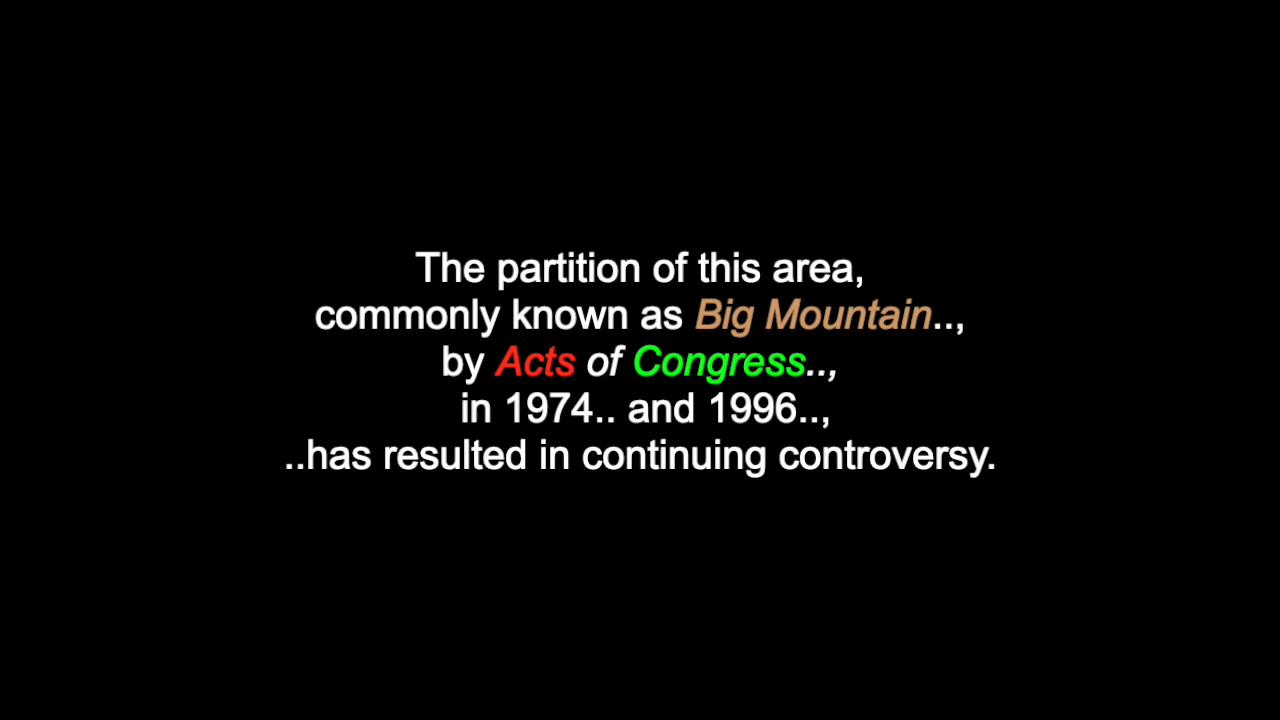 The partition of this area,
commonly known as Big Mountain..,
by Acts of Congress..,
in 1974.. and 1996..,
..has resulted in continuing controversy.